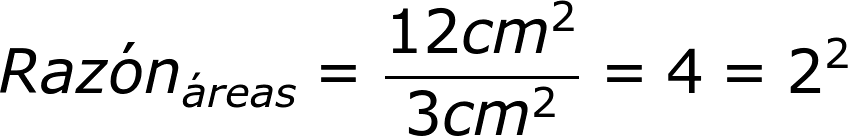 Razón_áreas = 12cm² / 3cm² = 4 = 2²